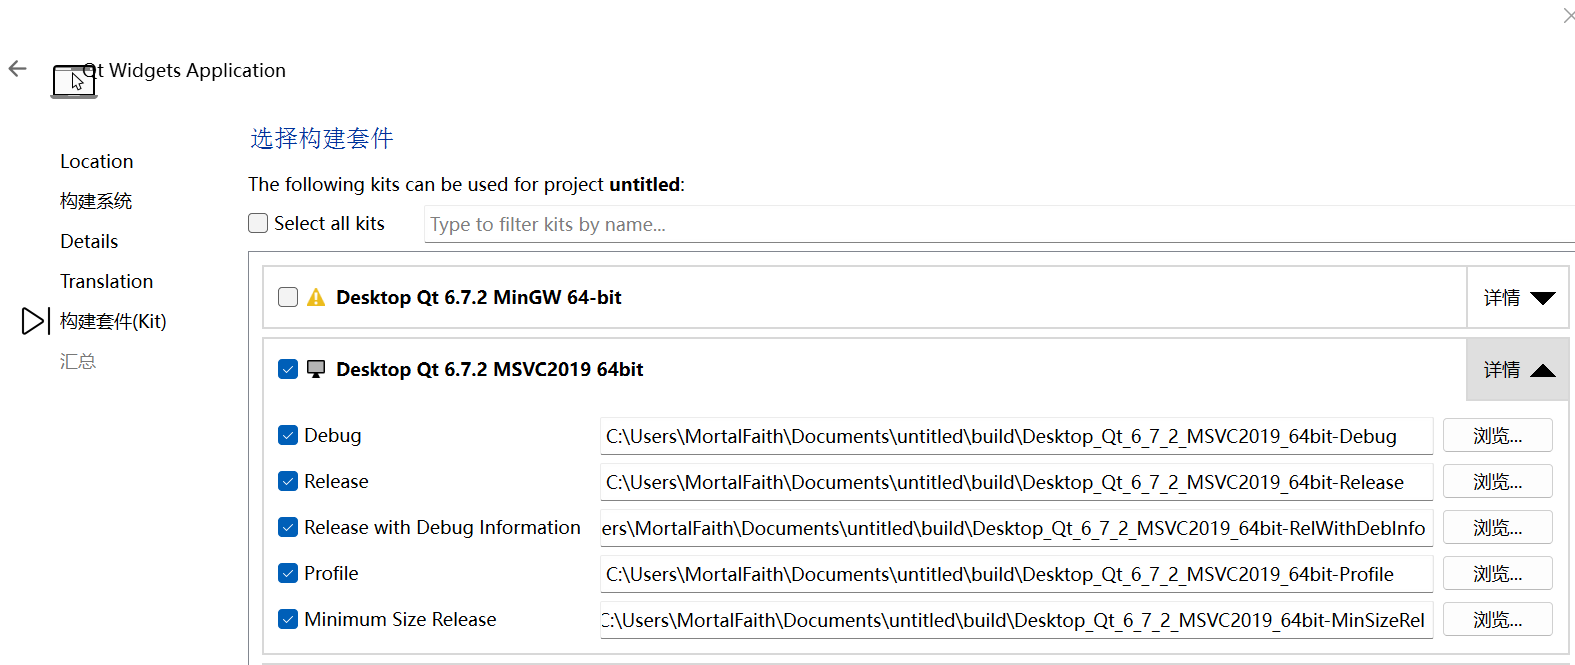 Qt Widgets Application
Location
构建系统
Details
Translation
构建套件(Kit)
汇总
选择构建套件
The following kits can be used for project untitled:
Select all kits
Type to filter kits by name...
Desktop Qt 6.7.2 MinGW 64-bit
详情
Desktop Qt 6.7.2 MSVC2019 64bit
详情
Debug C:\Users\MortalFaith\Documents\untitled\build\Desktop_Qt_6_7_2_MSVC2019_64bit-Debug 浏览...
Release C:\Users\MortalFaith\Documents\untitled\build\Desktop_Qt_6_7_2_MSVC2019_64bit-Release 浏览...
Release with Debug Information ers\MortalFaith\Documents\untitled\build\Desktop_Qt_6_7_2_MSVC2019_64bit-RelWithDebInfo 浏览...
Profile C:\Users\MortalFaith\Documents\untitled\build\Desktop_Qt_6_7_2_MSVC2019_64bit-Profile 浏览...
Minimum Size Release C:\Users\MortalFaith\Documents\untitled\build\Desktop_Qt_6_7_2_MSVC2019_64bit-MinSizeRel 浏览...